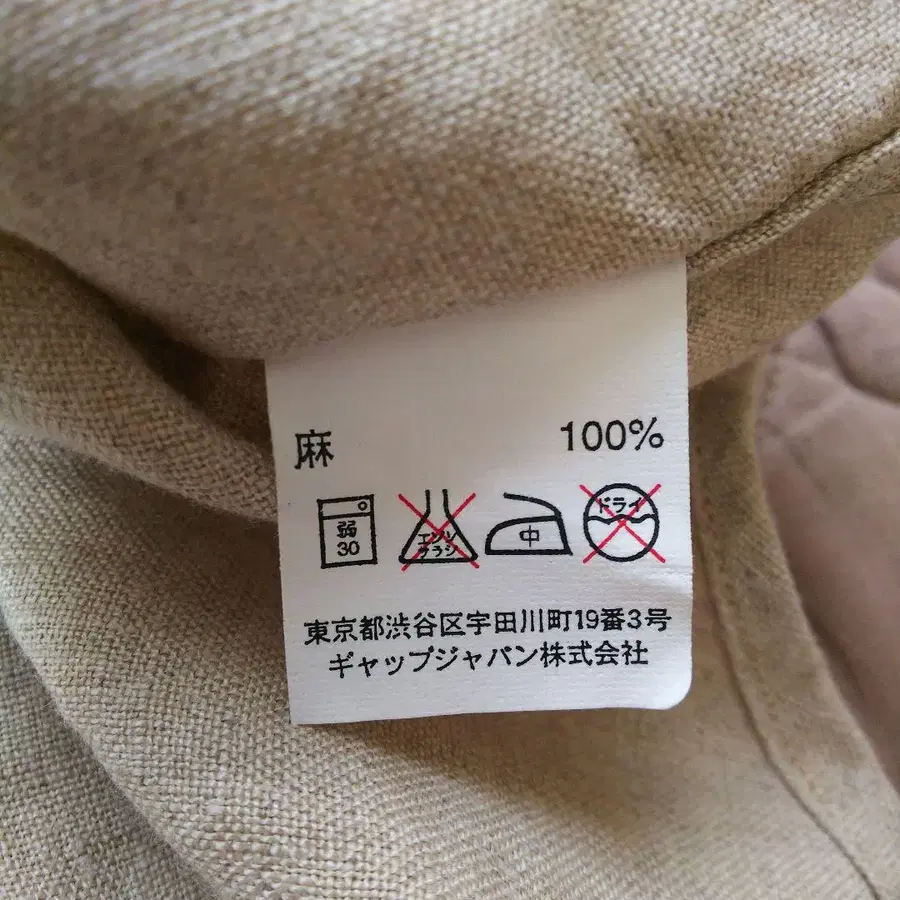 麻 100%
弱
30
エンソ
サラシ
中
ドライ
東京都渋谷区宇田川町19番3号
ギャップジャパン株式会社